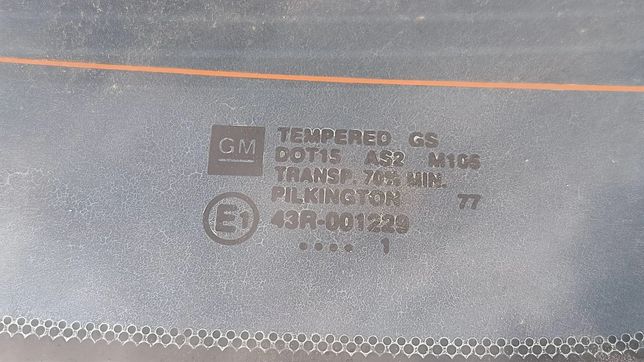 GM
TEMPERED GS
DOT15 AS2 M105
TRANSP. 70% MIN.
PILKINGTON 77
E1 43R-001229
•••• 1